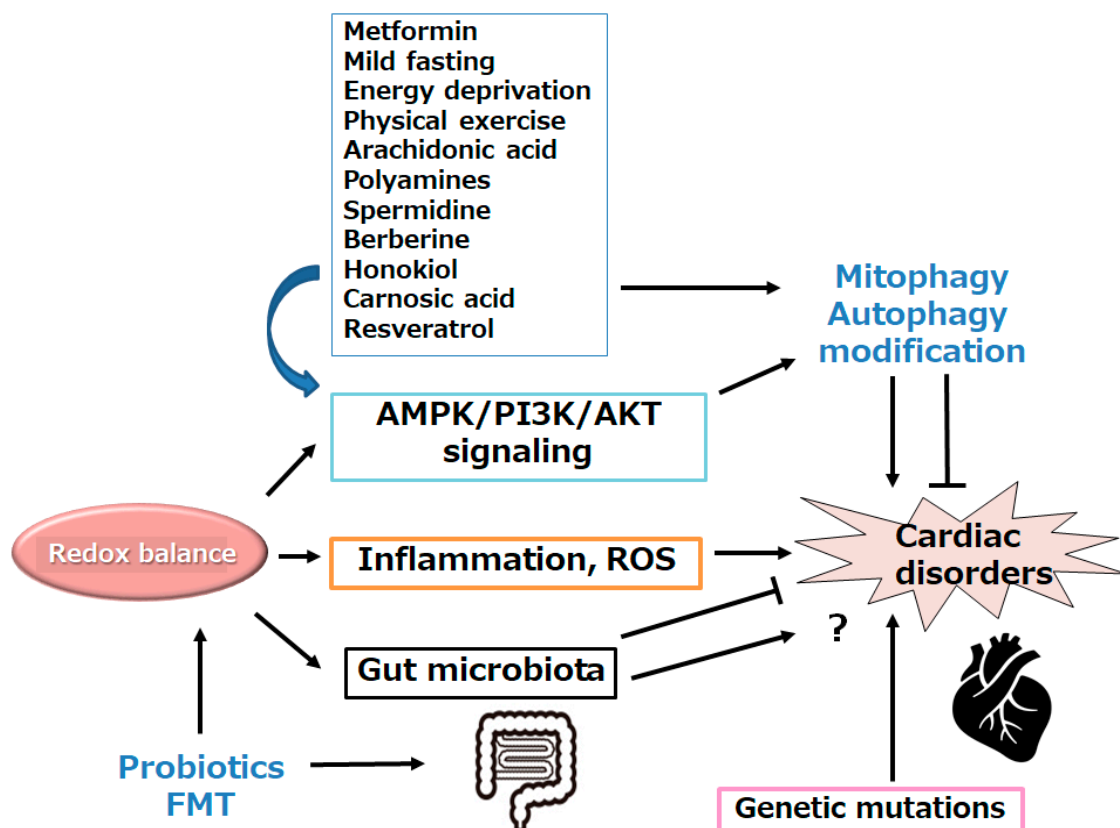 Metformin
Mild fasting
Energy deprivation
Physical exercise
Arachidonic acid
Polyamines
Spermidine
Berberine
Honokiol
Carnosic acid
Resveratrol
Mitophagy
Autophagy
modification
AMPK/PI3K/AKT
signaling
Redox balance
Inflammation, ROS
Cardiac
disorders
?
Gut microbiota
Probiotics
FMT
Genetic mutations